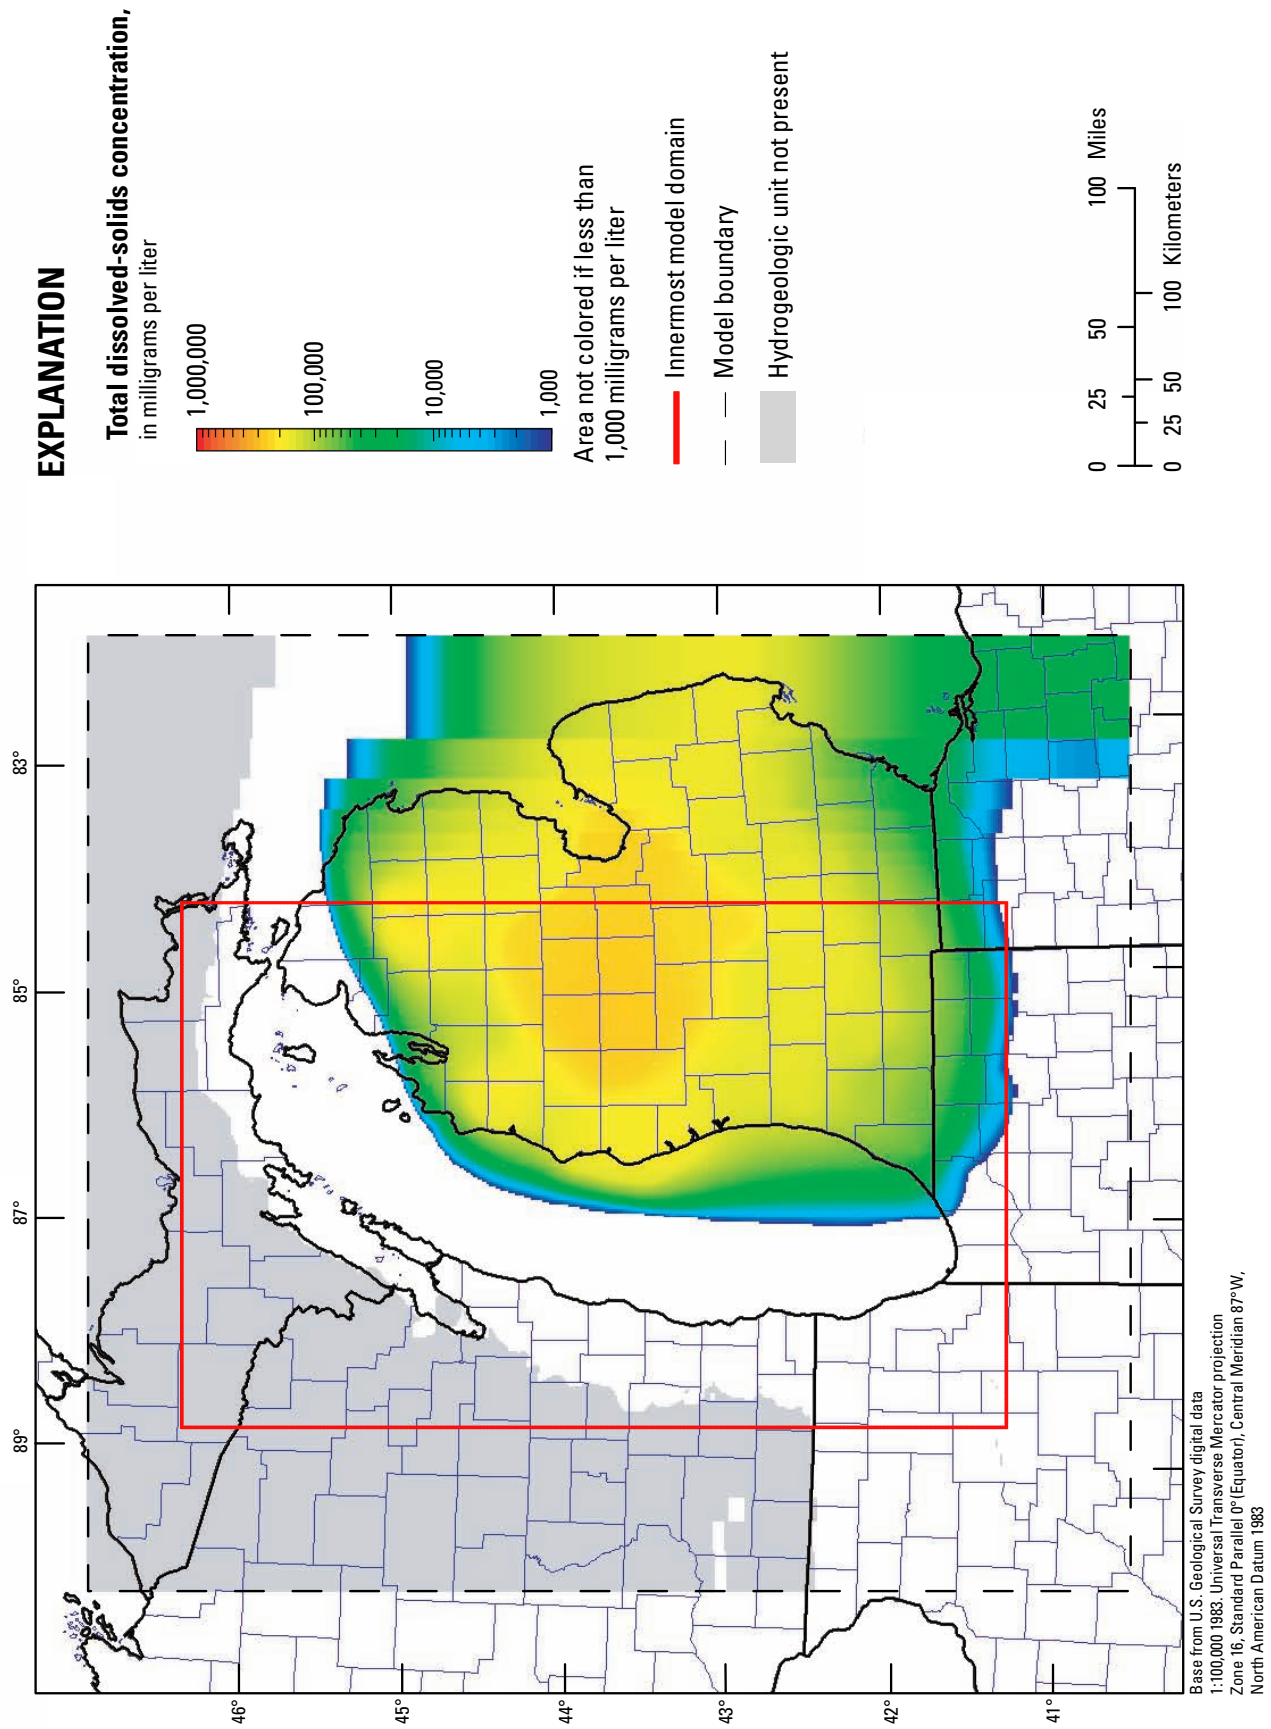 EXPLANATION
Total dissolved-solids concentration,
in milligrams per liter
1,000,000
100,000
10,000
1,000
Area not colored if less than
1,000 milligrams per liter
Innermost model domain
Model boundary
Hydrogeologic unit not present
0 25 50 100 Miles
0 25 50 100 Kilometers
89°
87°
85°
83°
46°
45°
44°
43°
42°
41°
Base from U.S. Geological Survey digital data
1:100,000 1983. Universal Transverse Mercator projection
Zone 16, Standard Parallel 0° (Equator), Central Meridian 87° W,
North American Datum 1983